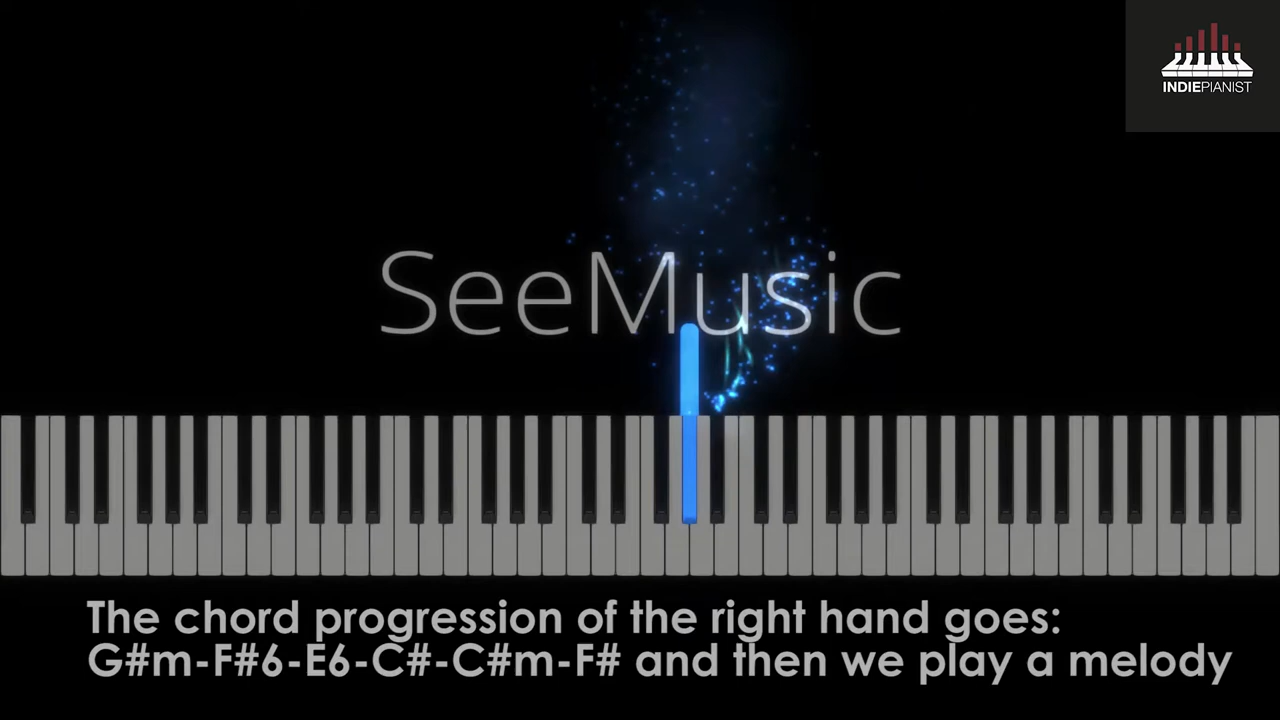 INDIEPIANIST
SeeMusic
The chord progression of the right hand goes:
G#m-F#6-E6-C#-C#m-F# and then we play a melody